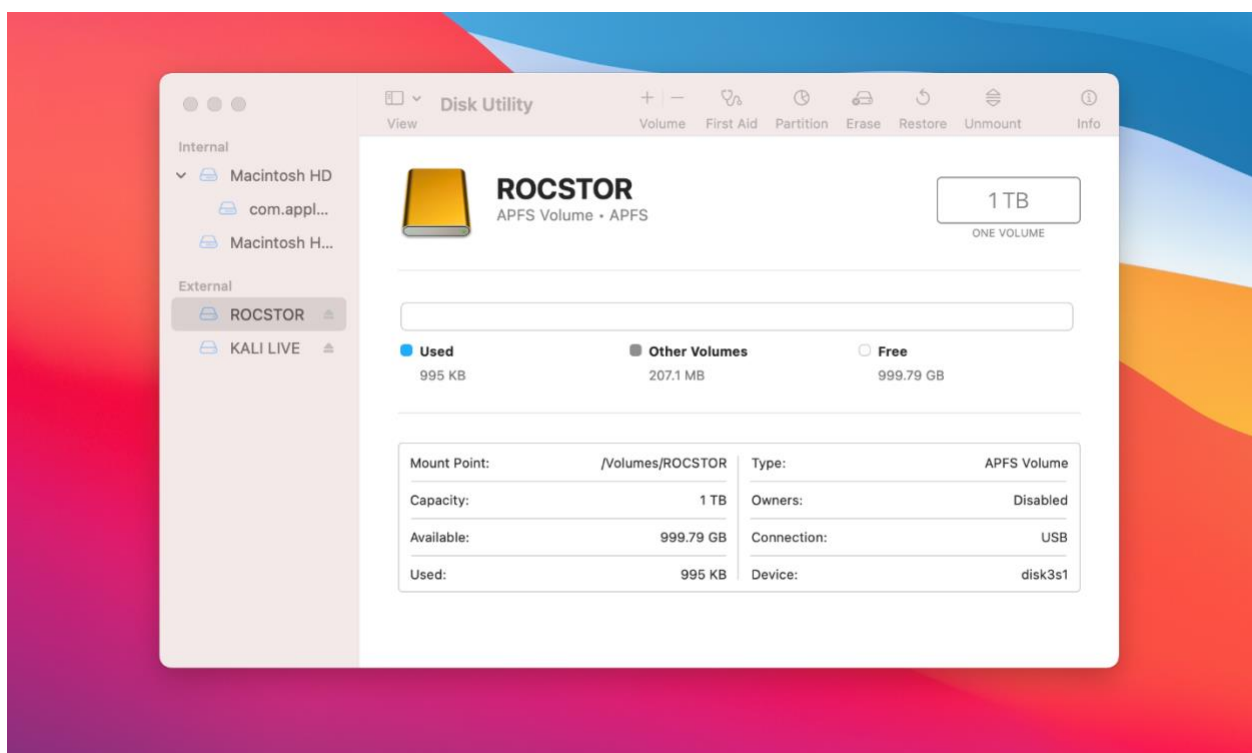 Disk Utility
View
Volume First Aid Partition Erase Restore Unmount Info
Internal
Macintosh HD
com.appl...
Macintosh H...
External
ROCSTOR
KALI LIVE
ROCSTOR
APFS Volume • APFS
1 TB
ONE VOLUME
Used
995 KB
Other Volumes
207.1 MB
Free
999.79 GB
Mount Point: /Volumes/ROCSTOR
Type: APFS Volume
Capacity: 1 TB
Owners: Disabled
Available: 999.79 GB
Connection: USB
Used: 995 KB
Device: disk3s1